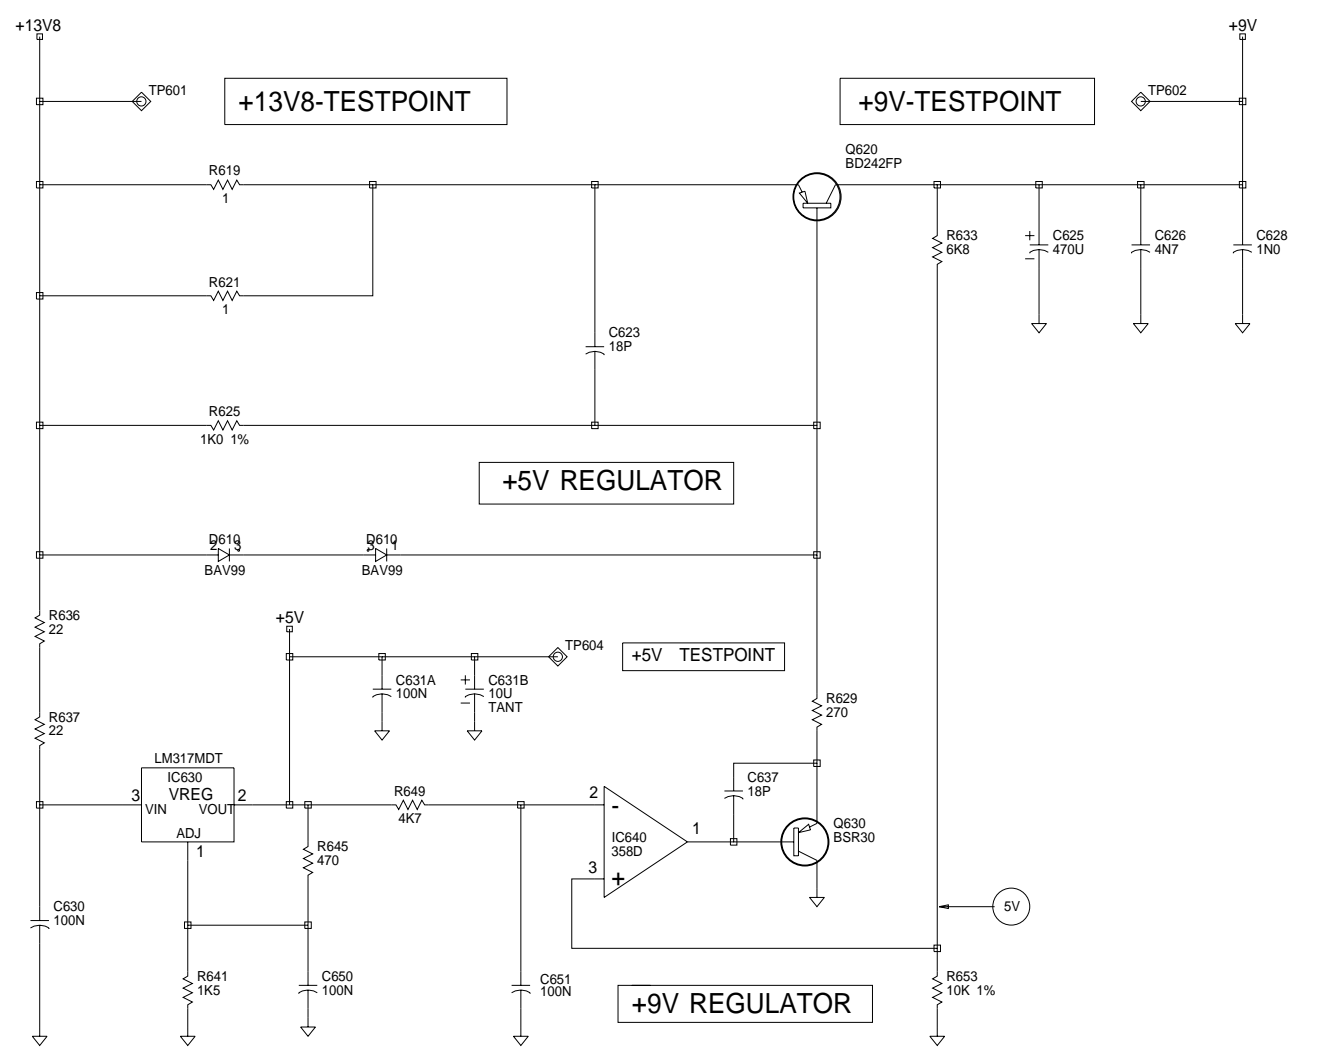 +13V8
+9V
TP601
+13V8-TESTPOINT
+9V-TESTPOINT
TP602
Q620
BD242FP
R619
1
R633
6K8
+
-
C625
470U
C626
4N7
C628
1N0
R621
1
C623
18P
R625
1K0 1%
+5V REGULATOR
D610
2 3
BAV99
D610
3 1
BAV99
R636
22
+5V
TP604
+5V TESTPOINT
C631A
100N
+
-
C631B
10U
TANT
R629
270
R637
22
LM317MDT
IC630
VREG
3
VIN
2
VOUT
ADJ
1
R649
4K7
2
-
C637
18P
IC640
358D
1
3
+
Q630
BSR30
R645
470
C630
100N
5V
R641
1K5
C650
100N
C651
100N
+9V REGULATOR
R653
10K 1%